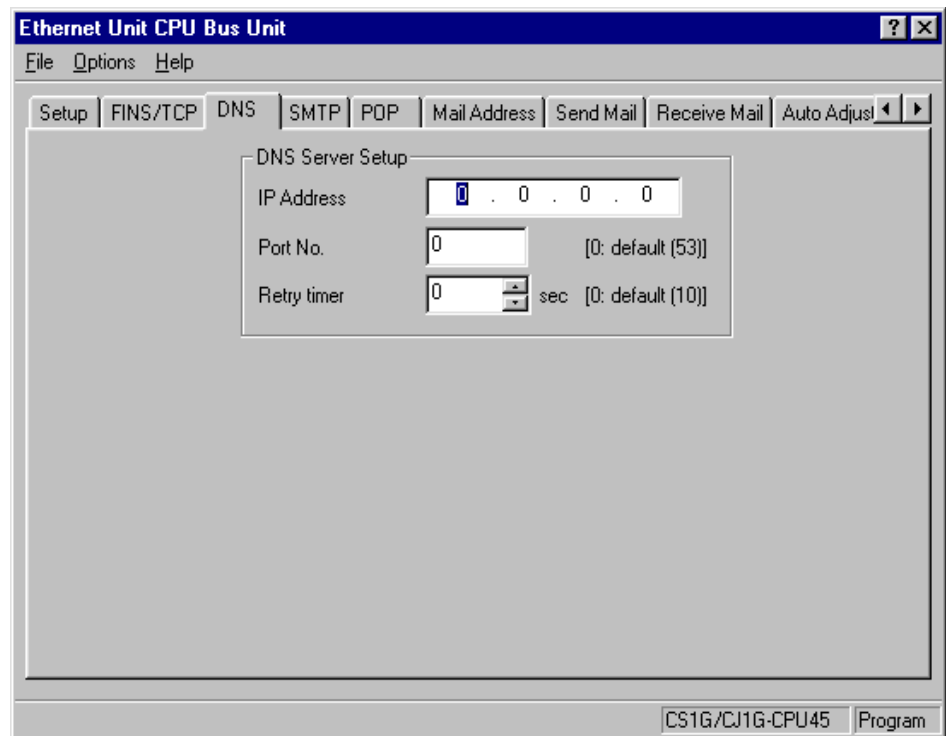 Ethernet Unit CPU Bus Unit
File Options Help
Setup FINS/TCP DNS SMTP POP Mail Address Send Mail Receive Mail Auto Adjust
DNS Server Setup
IP Address 0 . 0 . 0 . 0
Port No. 0 [0: default (53)]
Retry timer 0 sec [0: default (10)]
CS1G/CJ1G-CPU45 Program